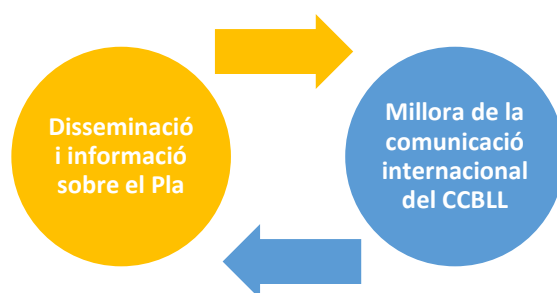 Disseminació
i informació
sobre el Pla
Millora de la
comunicació
internacional
del CCBLL